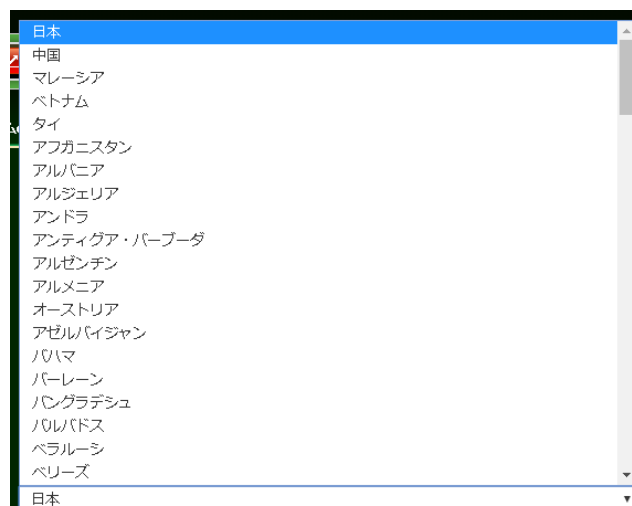 日本
中国
マレーシア
ベトナム
タイ
アフガニスタン
アルバニア
アルジェリア
アンドラ
アンティグア・バーブーダ
アルゼンチン
アルメニア
オーストリア
アゼルバイジャン
バハマ
バーレーン
バングラデシュ
バルバドス
ベラルーシ
ベリーズ
日本